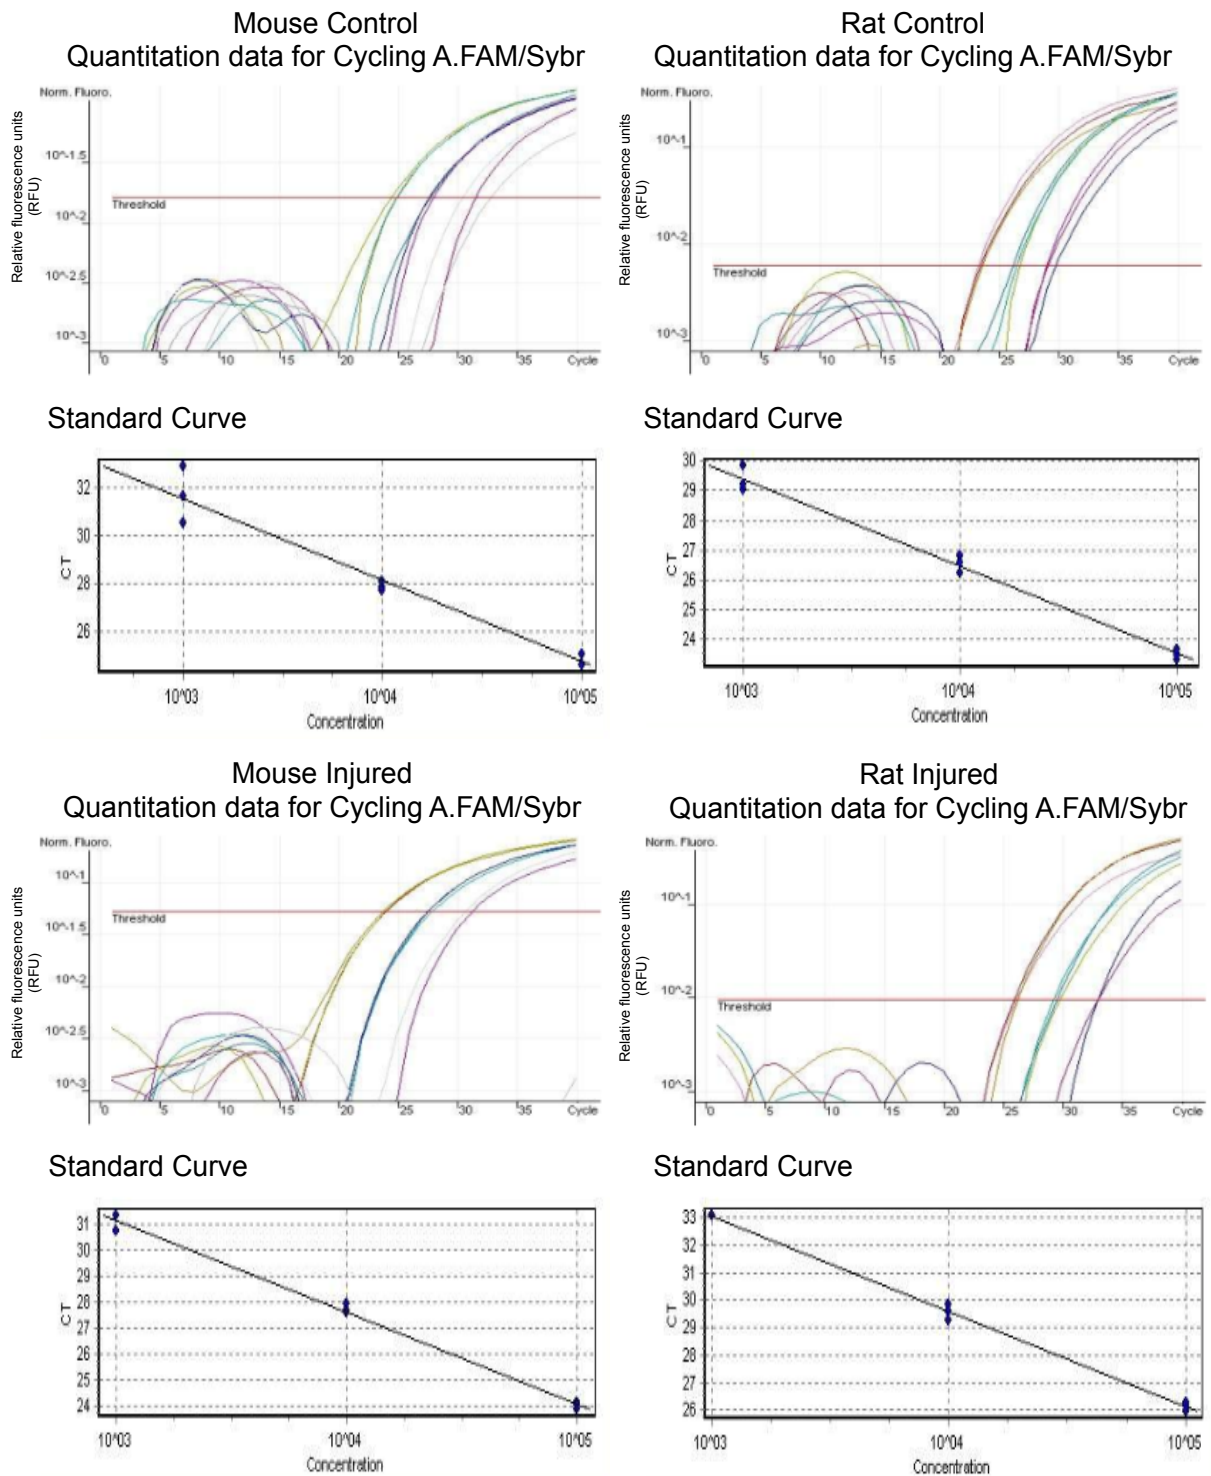 Mouse Control
Quantitation data for Cycling A.FAM/Sybr
Norm. Fluoro.
Relative fluorescence units
(RFU)
10^-1.5
Threshold
10^-2
10^-2.5
10^-3
0 5 10 15 20 25 30 35 Cycle
Rat Control
Quantitation data for Cycling A.FAM/Sybr
Norm. Fluoro.
Relative fluorescence units
(RFU)
10^-1
10^-2
Threshold
10^-3
0 5 10 15 20 25 30 35 Cycle
Standard Curve
CT
32
30
28
26
10^03 10^04 10^05
Concentration
Standard Curve
CT
30
29
28
27
26
25
24
10^03 10^04 10^05
Concentration
Mouse Injured
Quantitation data for Cycling A.FAM/Sybr
Norm. Fluoro.
Relative fluorescence units
(RFU)
10^-1
Threshold
10^-1.5
10^-2
10^-2.5
10^-3
0 5 10 15 20 25 30 35 Cycle
Rat Injured
Quantitation data for Cycling A.FAM/Sybr
Norm. Fluoro.
Relative fluorescence units
(RFU)
10^-1
10^-2
Threshold
10^-3
0 5 10 15 20 25 30 35 Cycle
Standard Curve
CT
31
30
29
28
27
26
25
24
10^03 10^04 10^05
Concentration
Standard Curve
CT
33
32
31
30
29
28
27
26
10^03 10^04 10^05
Concentration